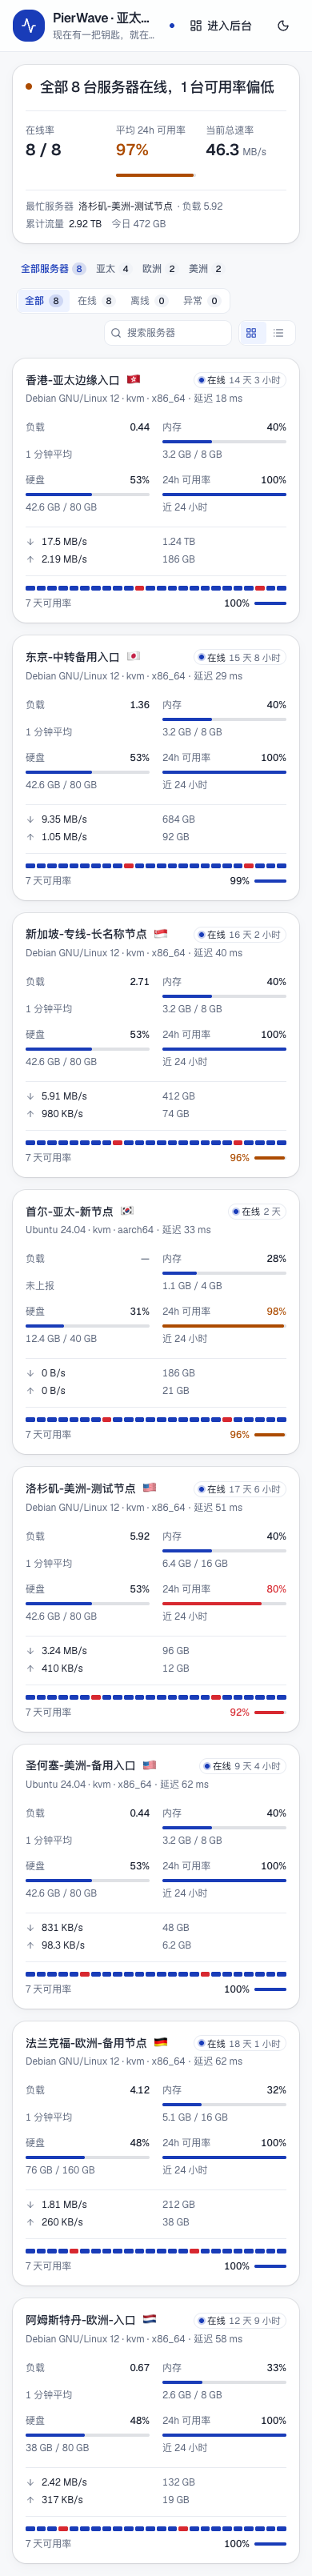 PierWave · 亚太...
现在有一把钥匙，就在...
进入后台
全部 8 台服务器在线，1 台可用率偏低
在线率
平均 24h 可用率
当前总速率
8 / 8
97%
46.3 MB/s
最忙服务器 洛杉矶-美洲-测试节点 · 负载 5.92
累计流量 2.92 TB 今日 472 GB
全部服务器 8 亚太 4 欧洲 2 美洲 2
全部 8 在线 8 离线 0 异常 0
搜索服务器
香港-亚太边缘入口 🇭🇰 在线 14 天 3 小时
Debian GNU/Linux 12 · kvm · x86_64 · 延迟 18 ms
负载 0.44 内存 40%
1 分钟平均 3.2 GB / 8 GB
硬盘 53% 24h 可用率 100%
42.6 GB / 80 GB 近 24 小时
↓ 17.5 MB/s 1.24 TB
↑ 2.19 MB/s 186 GB
7 天可用率 100%
东京-中转备用入口 🇯🇵 在线 15 天 8 小时
Debian GNU/Linux 12 · kvm · x86_64 · 延迟 29 ms
负载 1.36 内存 40%
1 分钟平均 3.2 GB / 8 GB
硬盘 53% 24h 可用率 100%
42.6 GB / 80 GB 近 24 小时
↓ 9.35 MB/s 684 GB
↑ 1.05 MB/s 92 GB
7 天可用率 99%
新加坡-专线-长名称节点 🇸🇬 在线 16 天 2 小时
Debian GNU/Linux 12 · kvm · x86_64 · 延迟 40 ms
负载 2.71 内存 40%
1 分钟平均 3.2 GB / 8 GB
硬盘 53% 24h 可用率 100%
42.6 GB / 80 GB 近 24 小时
↓ 5.91 MB/s 412 GB
↑ 980 KB/s 74 GB
7 天可用率 96%
首尔-亚太-新节点 🇰🇷 在线 2 天
Ubuntu 24.04 · kvm · aarch64 · 延迟 33 ms
负载 — 内存 28%
未上报 1.1 GB / 4 GB
硬盘 31% 24h 可用率 98%
12.4 GB / 40 GB 近 24 小时
↓ 0 B/s 186 GB
↑ 0 B/s 21 GB
7 天可用率 96%
洛杉矶-美洲-测试节点 🇺🇸 在线 17 天 6 小时
Debian GNU/Linux 12 · kvm · x86_64 · 延迟 51 ms
负载 5.92 内存 40%
1 分钟平均 6.4 GB / 16 GB
硬盘 53% 24h 可用率 80%
42.6 GB / 80 GB 近 24 小时
↓ 3.24 MB/s 96 GB
↑ 410 KB/s 12 GB
7 天可用率 92%
圣何塞-美洲-备用入口 🇺🇸 在线 9 天 4 小时
Ubuntu 24.04 · kvm · x86_64 · 延迟 62 ms
负载 0.44 内存 40%
1 分钟平均 3.2 GB / 8 GB
硬盘 53% 24h 可用率 100%
42.6 GB / 80 GB 近 24 小时
↓ 831 KB/s 48 GB
↑ 98.3 KB/s 6.2 GB
7 天可用率 100%
法兰克福-欧洲-备用节点 🇩🇪 在线 18 天 1 小时
Debian GNU/Linux 12 · kvm · x86_64 · 延迟 62 ms
负载 4.12 内存 32%
1 分钟平均 5.1 GB / 16 GB
硬盘 48% 24h 可用率 100%
76 GB / 160 GB 近 24 小时
↓ 1.81 MB/s 212 GB
↑ 260 KB/s 38 GB
7 天可用率 100%
阿姆斯特丹-欧洲-入口 🇳🇱 在线 12 天 9 小时
Debian GNU/Linux 12 · kvm · x86_64 · 延迟 58 ms
负载 0.67 内存 33%
1 分钟平均 2.6 GB / 8 GB
硬盘 48% 24h 可用率 100%
38 GB / 80 GB 近 24 小时
↓ 2.42 MB/s 132 GB
↑ 317 KB/s 19 GB
7 天可用率 100%